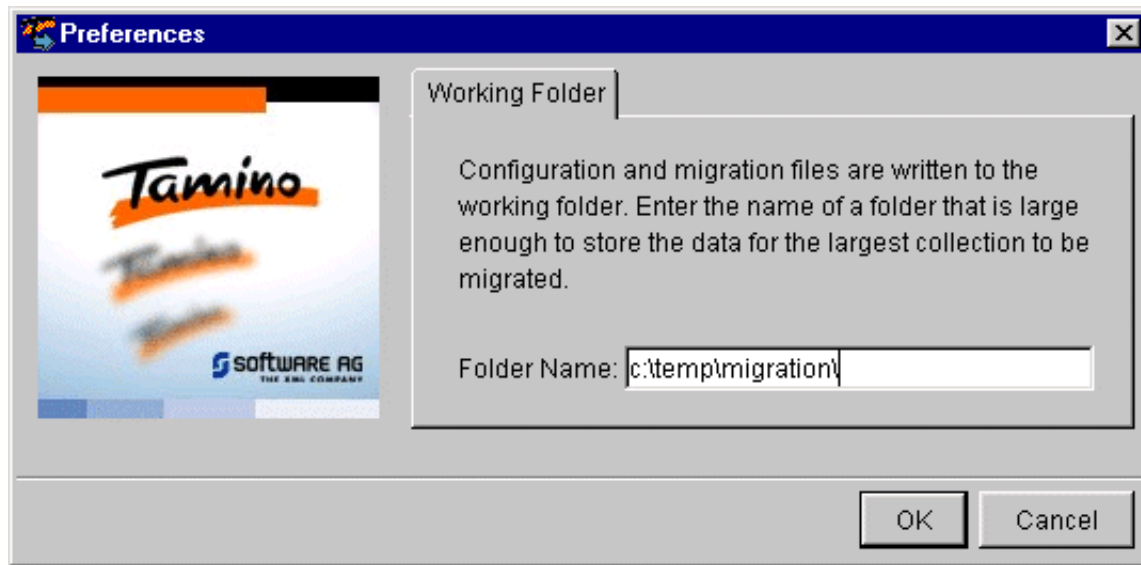 Preferences
Tamino
Tamino
Tamino
software AG
THE XML COMPANY
Working Folder
Configuration and migration files are written to the
working folder. Enter the name of a folder that is large
enough to store the data for the largest collection to be
migrated.
Folder Name: c:\temp\migration\
OK Cancel